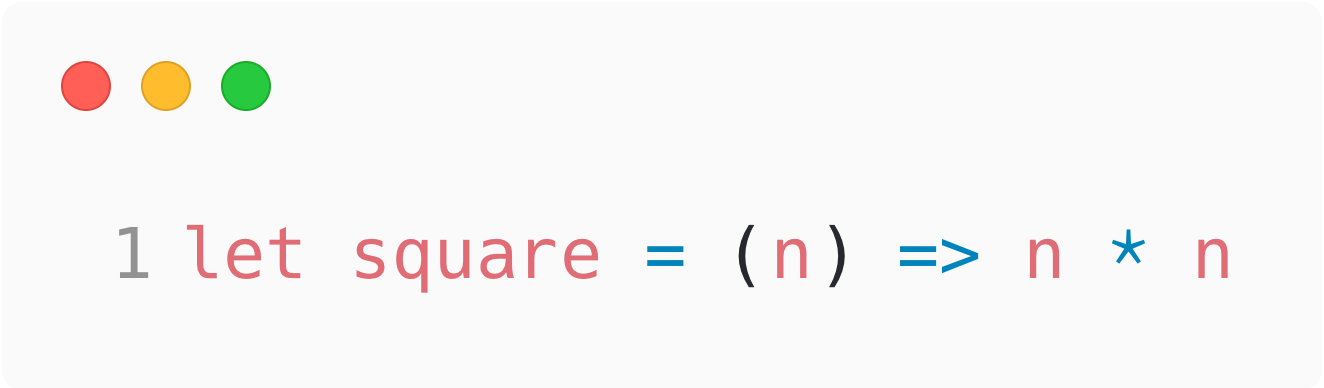 1 let square = (n) => n * n